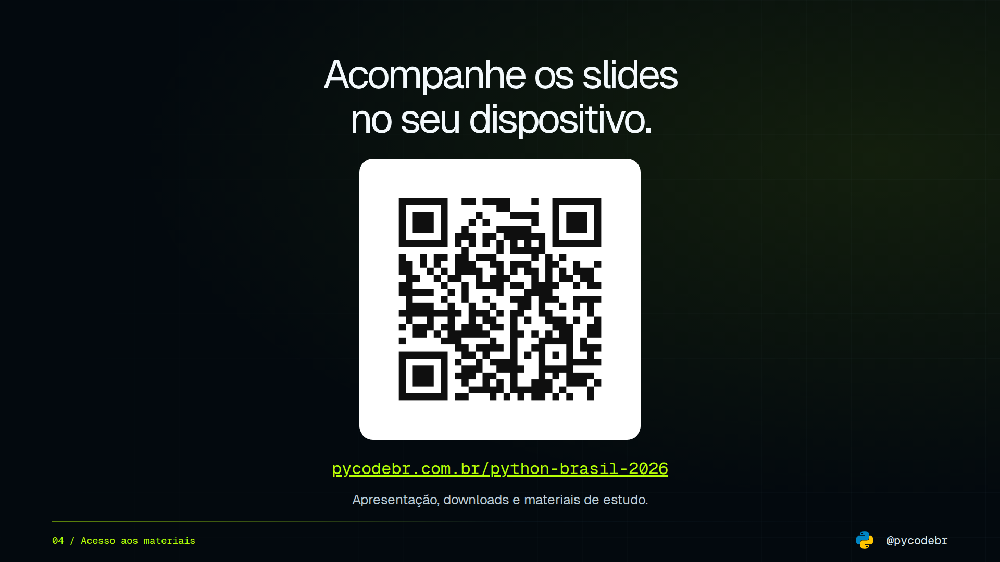 Acompanhe os slides
no seu dispositivo.
pycodebr.com.br/python-brasil-2026
Apresentação, downloads e materiais de estudo.
04 / Acesso aos materiais
@pycodebr